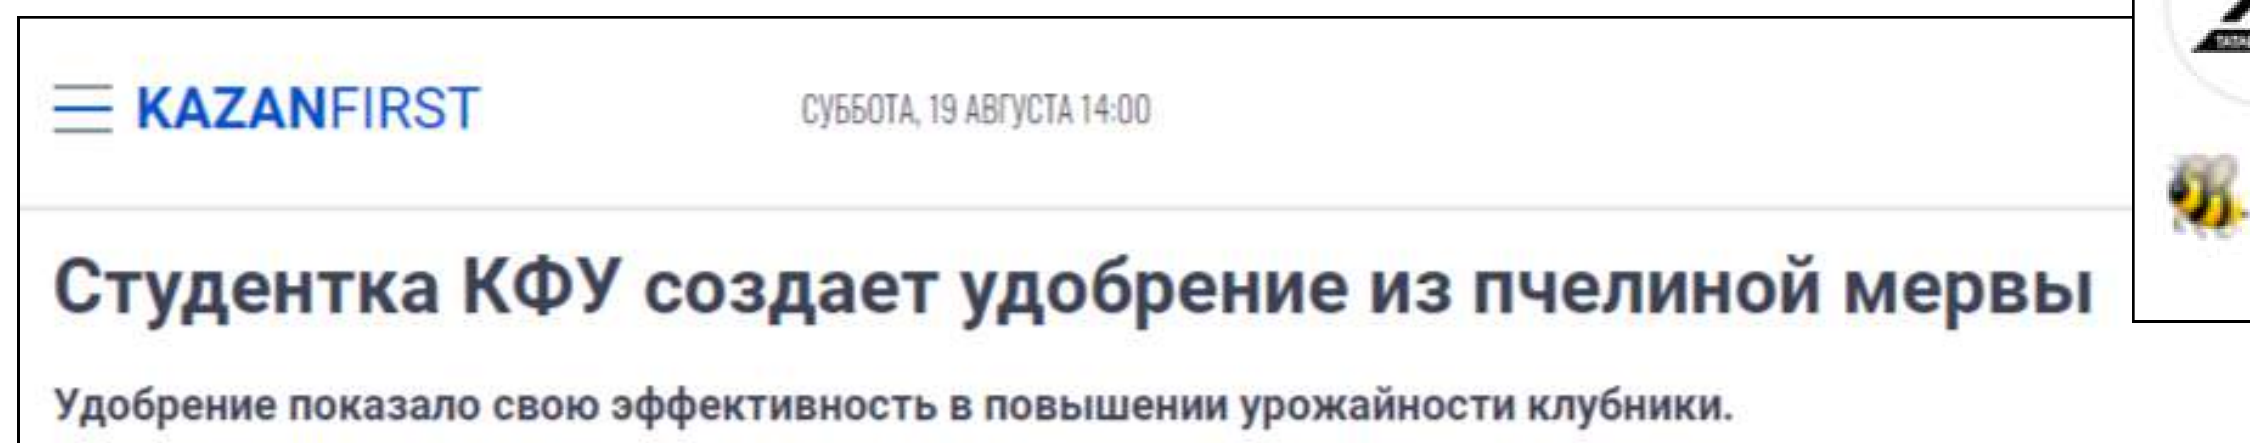 KAZANFIRST
СУББОТА, 19 АВГУСТА 14:00
Студентка КФУ создает удобрение из пчелиной мервы
Удобрение показало свою эффективность в повышении урожайности клубники.